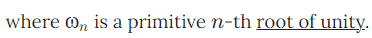 where ωₙ is a primitive n-th root of unity.